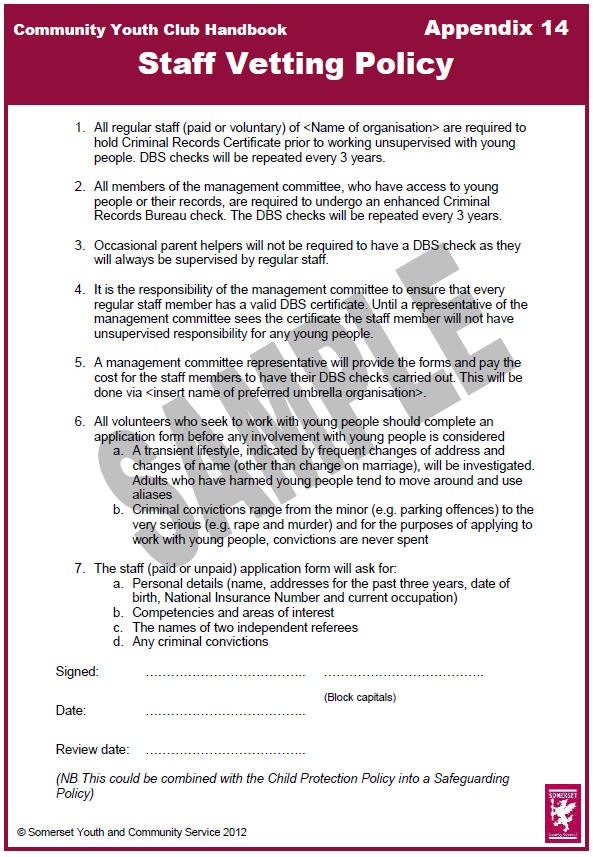 Community Youth Club Handbook
Appendix 14
Staff Vetting Policy
1. All regular staff (paid or voluntary) of <Name of organisation> are required to
hold Criminal Records Certificate prior to working unsupervised with young
people. DBS checks will be repeated every 3 years.
2. All members of the management committee, who have access to young
people or their records, are required to undergo an enhanced Criminal
Records Bureau check. The DBS checks will be repeated every 3 years.
3. Occasional parent helpers will not be required to have a DBS check as they
will always be supervised by regular staff.
4. It is the responsibility of the management committee to ensure that every
regular staff member has a valid DBS certificate. Until a representative of the
management committee sees the certificate the staff member will not have
unsupervised responsibility for any young people.
5. A management committee representative will provide the forms and pay the
cost for the staff members to have their DBS checks carried out. This will be
done via <insert name of preferred umbrella organisation>.
6. All volunteers who seek to work with young people should complete an
application form before any involvement with young people is considered
a. A transient lifestyle, indicated by frequent changes of address and
changes of name (other than change on marriage), will be investigated.
Adults who have harmed young people tend to move around and use
aliases
b. Criminal convictions range from the minor (e.g. parking offences) to the
very serious (e.g. rape and murder) and for the purposes of applying to
work with young people, convictions are never spent
7. The staff (paid or unpaid) application form will ask for:
a. Personal details (name, addresses for the past three years, date of
birth, National Insurance Number and current occupation)
b. Competencies and areas of interest
c. The names of two independent referees
d. Any criminal convictions
SAMPLE
Signed: ……………………………….. ………………………………..
(Block capitals)
Date: ………………………………..
Review date: ………………………………..
(NB This could be combined with the Child Protection Policy into a Safeguarding
Policy)
SOMERSET
County Council
© Somerset Youth and Community Service 2012